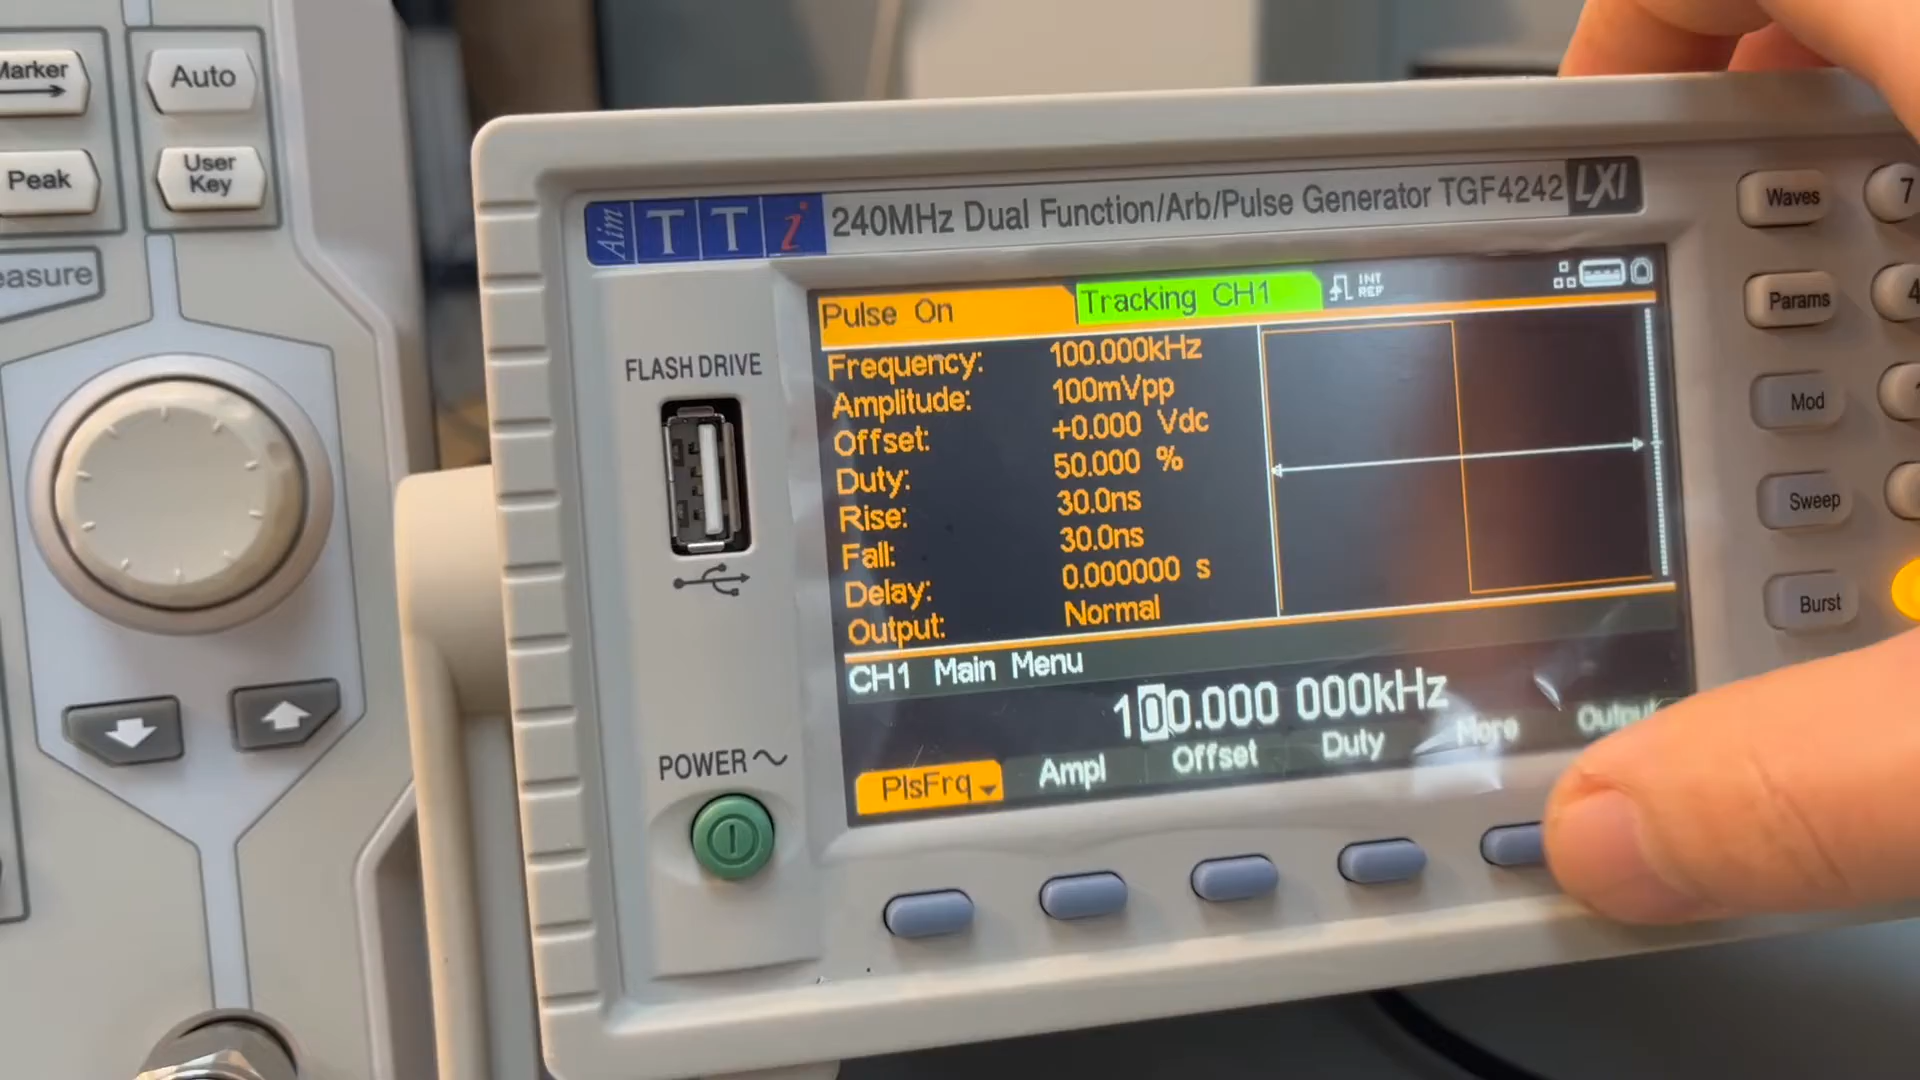 Marker
Auto
Peak
User
Key
easure
Aim TTi 240MHz Dual Function/Arb/Pulse Generator TGF4242 LXI
FLASH DRIVE
POWER
Pulse On
Tracking CH1
INT
REF
Frequency: 100.000kHz
Amplitude: 100mVpp
Offset: +0.000 Vdc
Duty: 50.000 %
Rise: 30.0ns
Fall: 30.0ns
Delay: 0.000000 s
Output: Normal
CH1 Main Menu
100.000 000kHz
PlsFrq
Ampl
Offset
Duty
More
Output
Waves
Params
Mod
Sweep
Burst
7
4